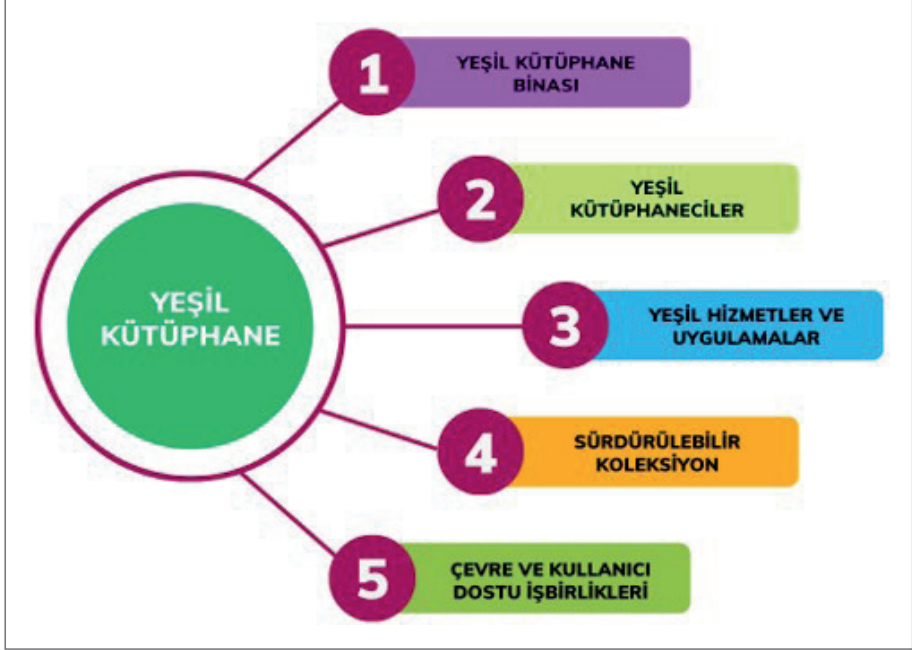 YEŞİL
KÜTÜPHANE
1
YEŞİL KÜTÜPHANE
BİNASI
2
YEŞİL
KÜTÜPHANECİLER
3
YEŞİL HİZMETLER VE
UYGULAMALAR
4
SÜRDÜRÜLEBİLİR
KOLEKSİYON
5
ÇEVRE VE KULLANICI
DOSTU İŞBİRLİKLERİ